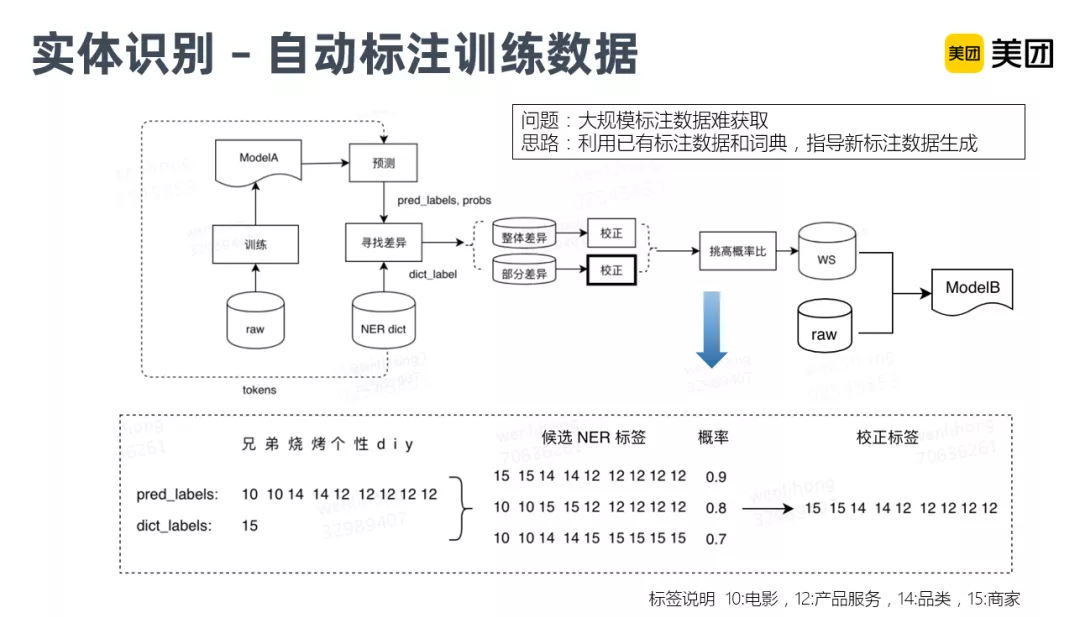 实体识别 – 自动标注训练数据
美团 美团
问题：大规模标注数据难获取
思路：利用已有标注数据和词典，指导新标注数据生成
ModelA
预测
pred_labels, probs
训练
寻找差异
dict_label
整体差异
校正
部分差异
校正
挑高概率比
WS
raw
ModelB
raw
NER dict
tokens
兄 弟 烧 烤 个 性 d i y
候选 NER 标签
概率
校正标签
pred_labels: 10 10 14 14 12 12 12 12 12
dict_labels: 15
15 15 14 14 12 12 12 12 12 0.9
10 10 15 15 12 12 12 12 12 0.8
10 10 14 14 15 15 15 15 15 0.7
15 15 14 14 12 12 12 12 12
标签说明 10:电影，12:产品服务，14:品类，15:商家
wenlihong
70636261
wenlihong
32989407